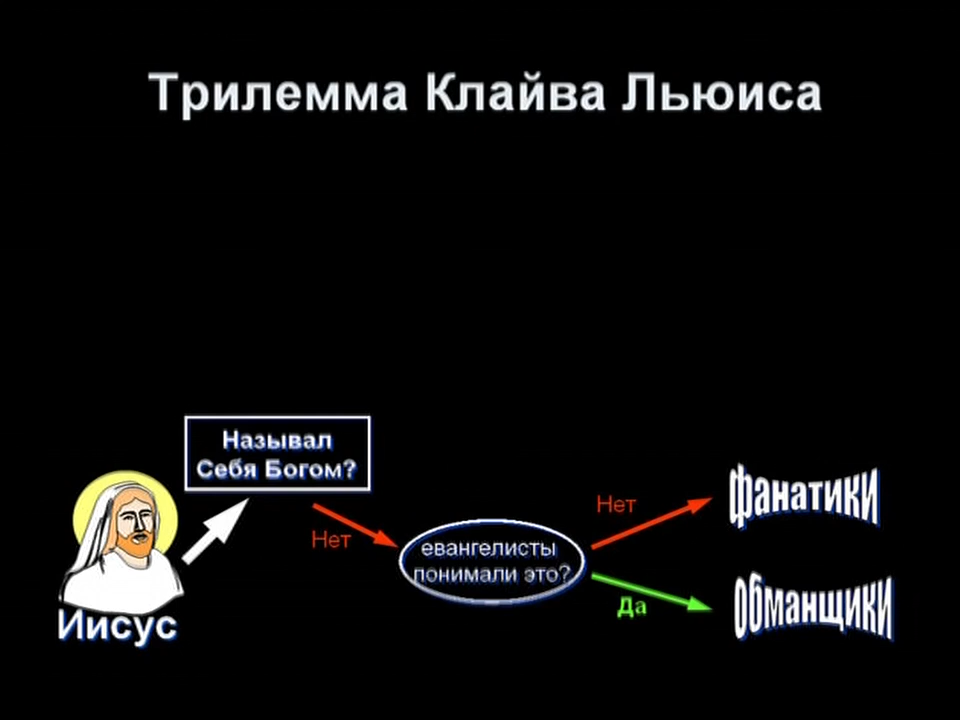 Трилемма Клайва Льюиса
Называл
Себя Богом?
Нет
евангелисты
понимали это?
Нет
фанатики
Да
обманщики
Иисус